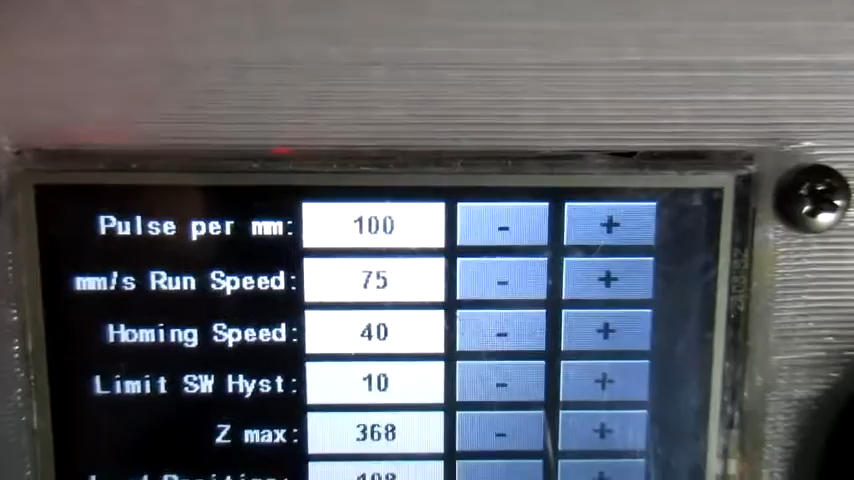 Pulse per mm: 100 - +
mm/s Run Speed: 75 - +
Homing Speed: 40 - +
Limit SW Hyst: 10 - +
Z max: 368 - +